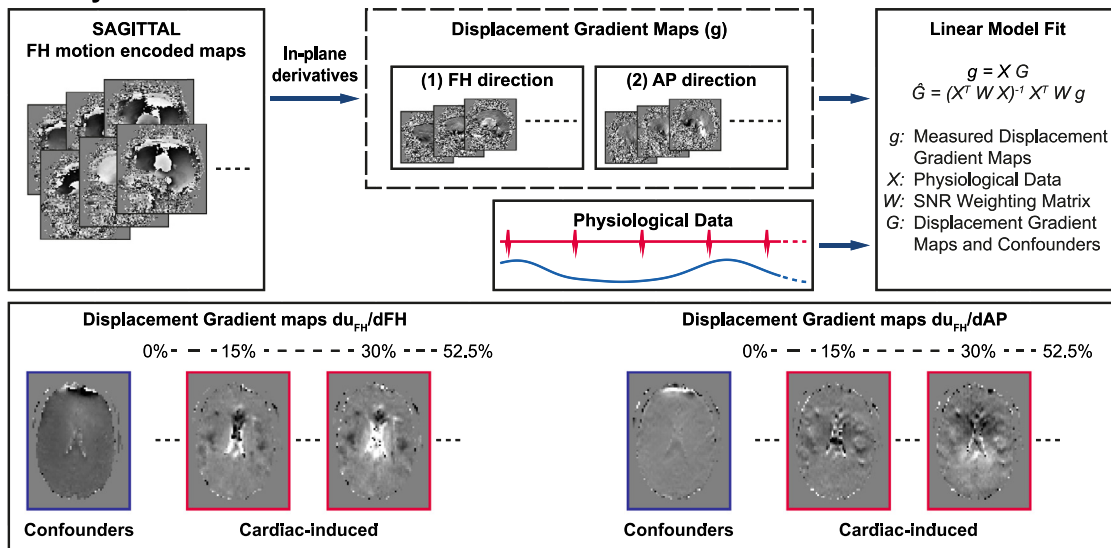 SAGITTAL
FH motion encoded maps
In-plane
derivatives
Displacement Gradient Maps (g)
(1) FH direction
(2) AP direction
Physiological Data
Linear Model Fit
g = X G
Ĝ = (Xᵀ W X)⁻¹ Xᵀ W g
g: Measured Displacement
Gradient Maps
X: Physiological Data
W: SNR Weighting Matrix
G: Displacement Gradient
Maps and Confounders
Displacement Gradient maps du_FH/dFH
0% 15% 30% 52.5%
Confounders
Cardiac-induced
Displacement Gradient maps du_FH/dAP
0% 15% 30% 52.5%
Confounders
Cardiac-induced